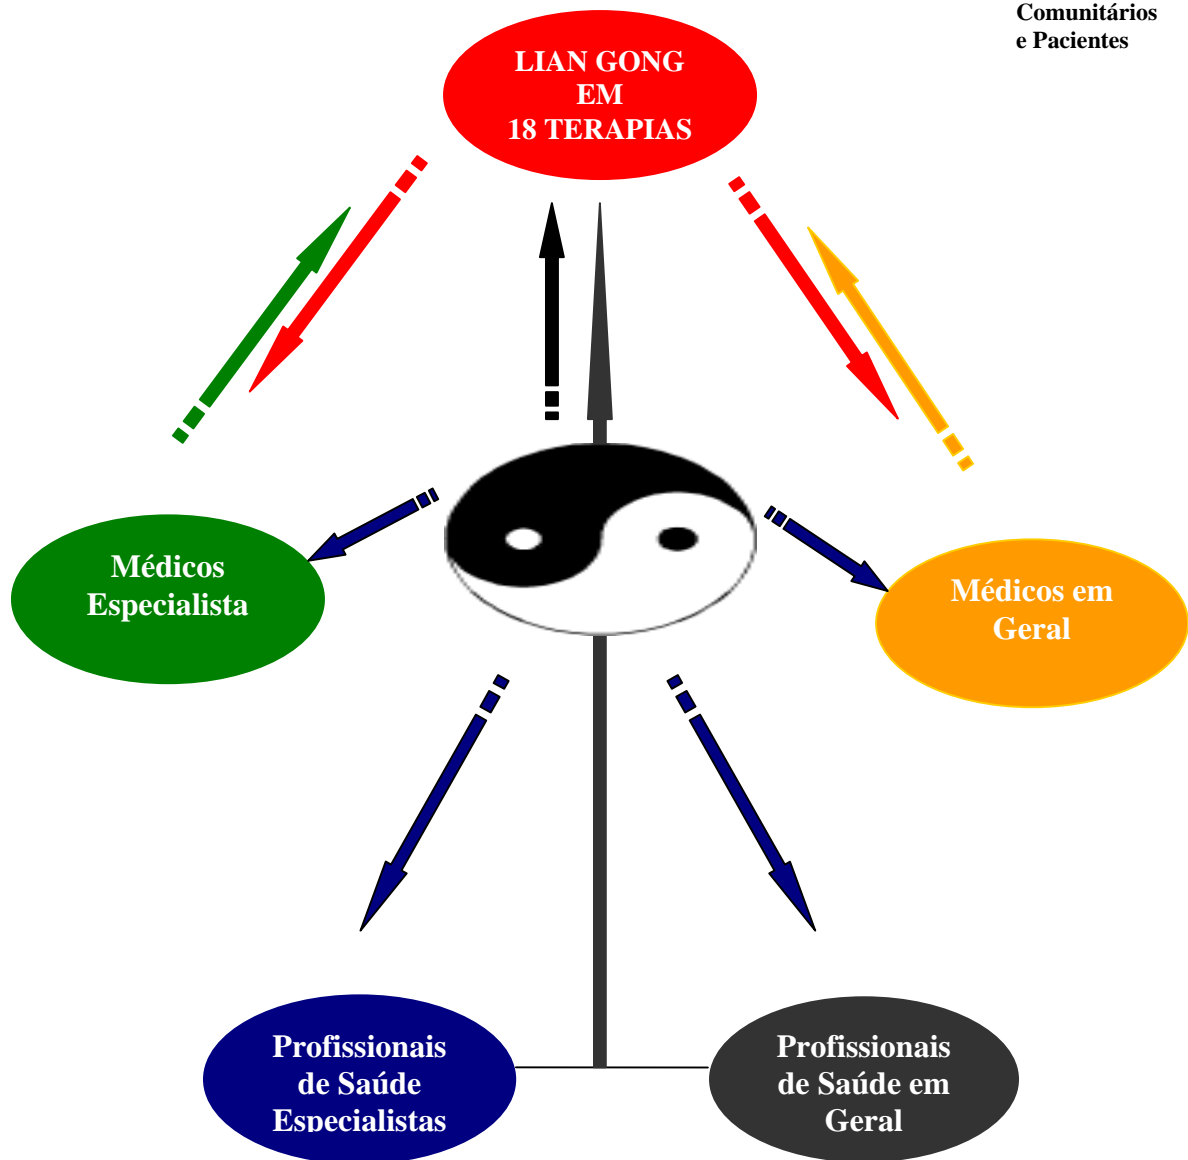 Comunitários
e Pacientes
LIAN GONG
EM
18 TERAPIAS
Médicos
Especialista
Médicos em
Geral
Profissionais
de Saúde
Especialistas
Profissionais
de Saúde em
Geral